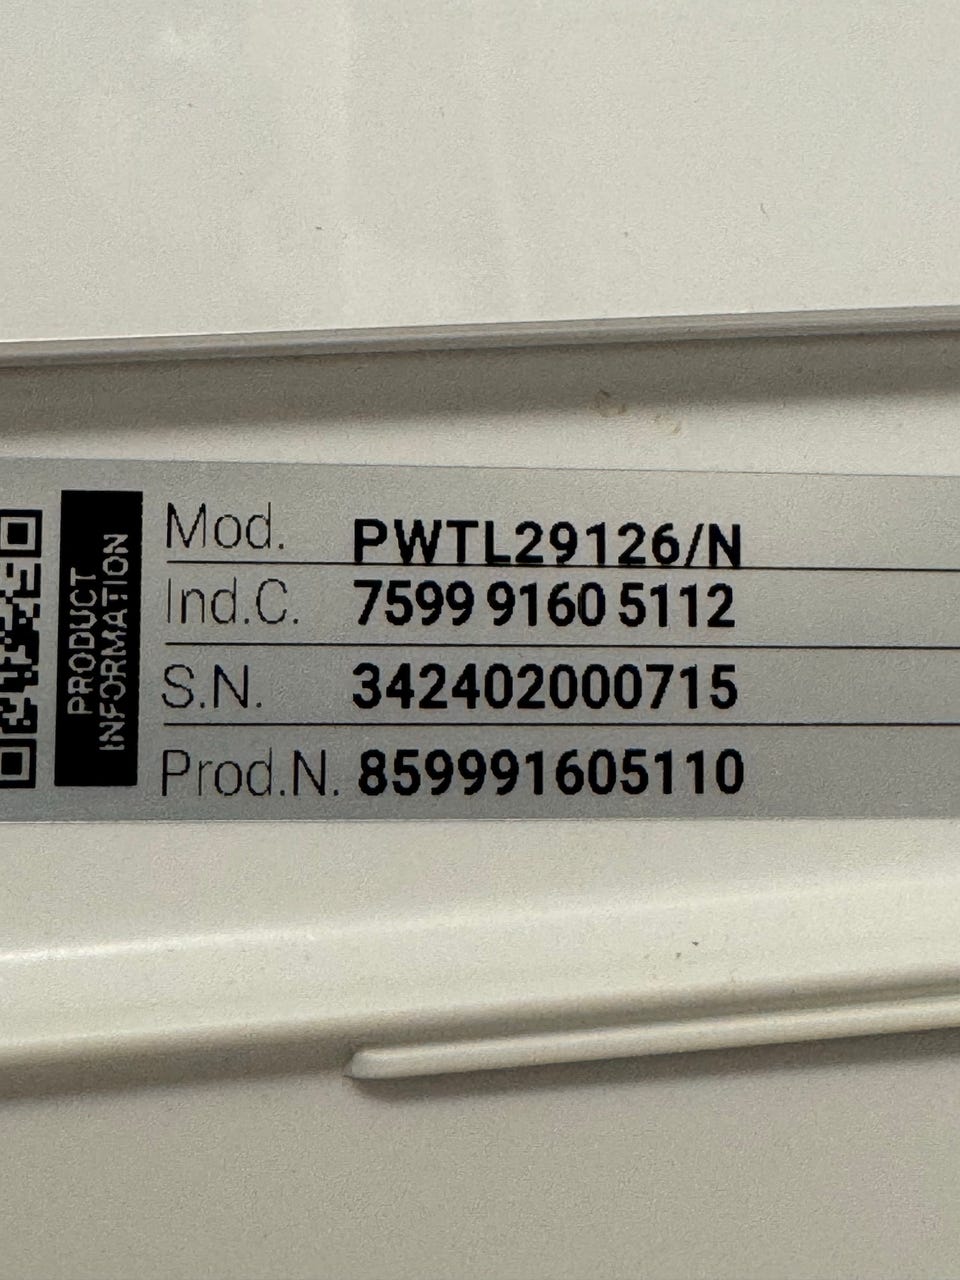 PRODUCT
INFORMATION
Mod. PWTL29126/N
Ind.C. 7599 9160 5112
S.N. 342402000715
Prod.N. 859991605110